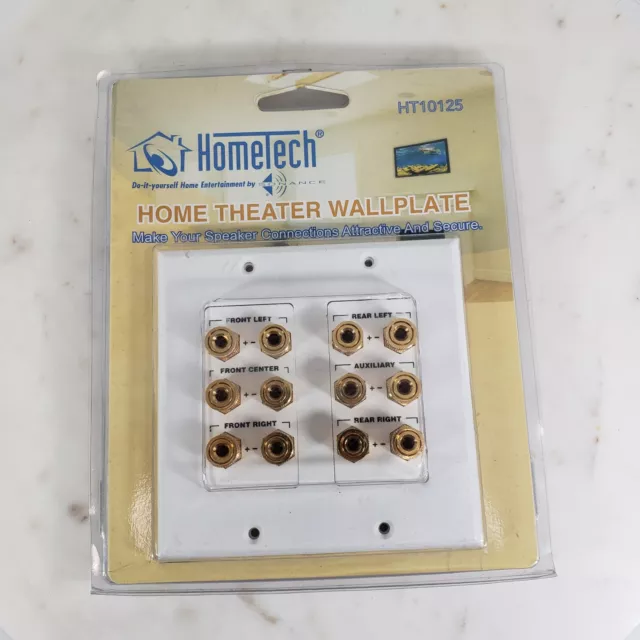 HT10125
HomeTech®
Do-it-yourself Home Entertainment by
HOME THEATER WALLPLATE
Make Your Speaker Connections Attractive And Secure.
FRONT LEFT
REAR LEFT
+ -
+ -
FRONT CENTER
AUXILIARY
+ -
+ -
FRONT RIGHT
REAR RIGHT
+ -
+ -